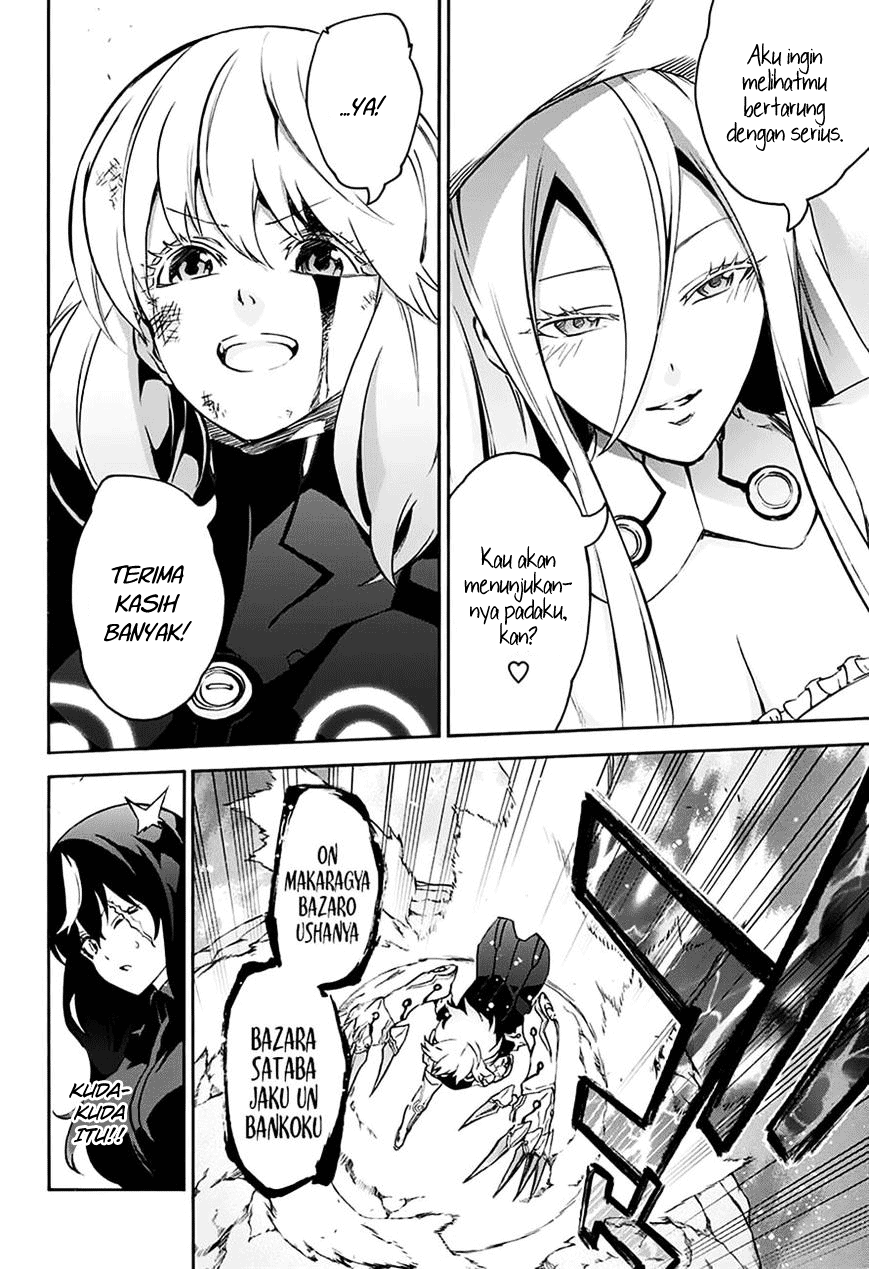 Aku ingin
melihatmu
bertarung
dengan serius.
Kau akan
menunjukan-
nya padaku,
kan?
♡
...YA!
TERIMA
KASIH
BANYAK!
ON
MAKARAGYA
BAZARO
USHANYA
BAZARA
SATABA
JAKU UN
BANKOKU
KUDA-
KUDA
ITU!!